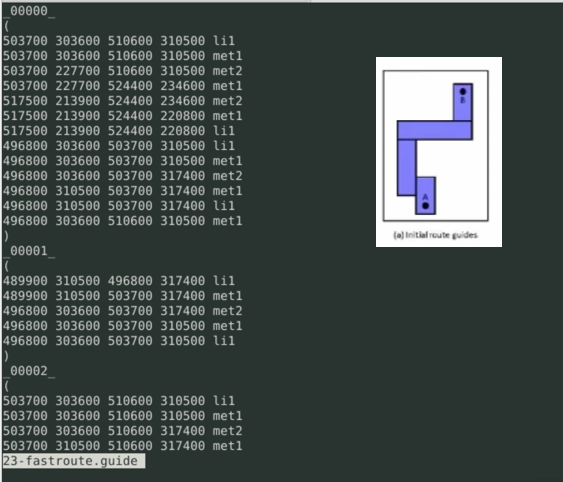 _00000_
(
503700 303600 510600 310500 li1
503700 303600 510600 310500 met1
503700 227700 510600 310500 met2
503700 227700 524400 234600 met1
517500 213900 524400 234600 met2
517500 213900 524400 220800 met1
517500 213900 524400 220800 li1
496800 303600 503700 310500 li1
496800 303600 503700 310500 met1
496800 303600 503700 317400 met2
496800 310500 503700 317400 met1
496800 310500 503700 317400 li1
496800 303600 510600 310500 met1
)
_00001_
(
489900 310500 496800 317400 li1
489900 310500 503700 317400 met1
496800 303600 503700 317400 met2
496800 303600 503700 310500 met1
496800 303600 503700 310500 li1
)
_00002_
(
503700 303600 510600 310500 li1
503700 303600 510600 310500 met1
503700 303600 510600 317400 met2
503700 310500 510600 317400 met1
23-fastroute.guide
B
A
(a) Initial route guides